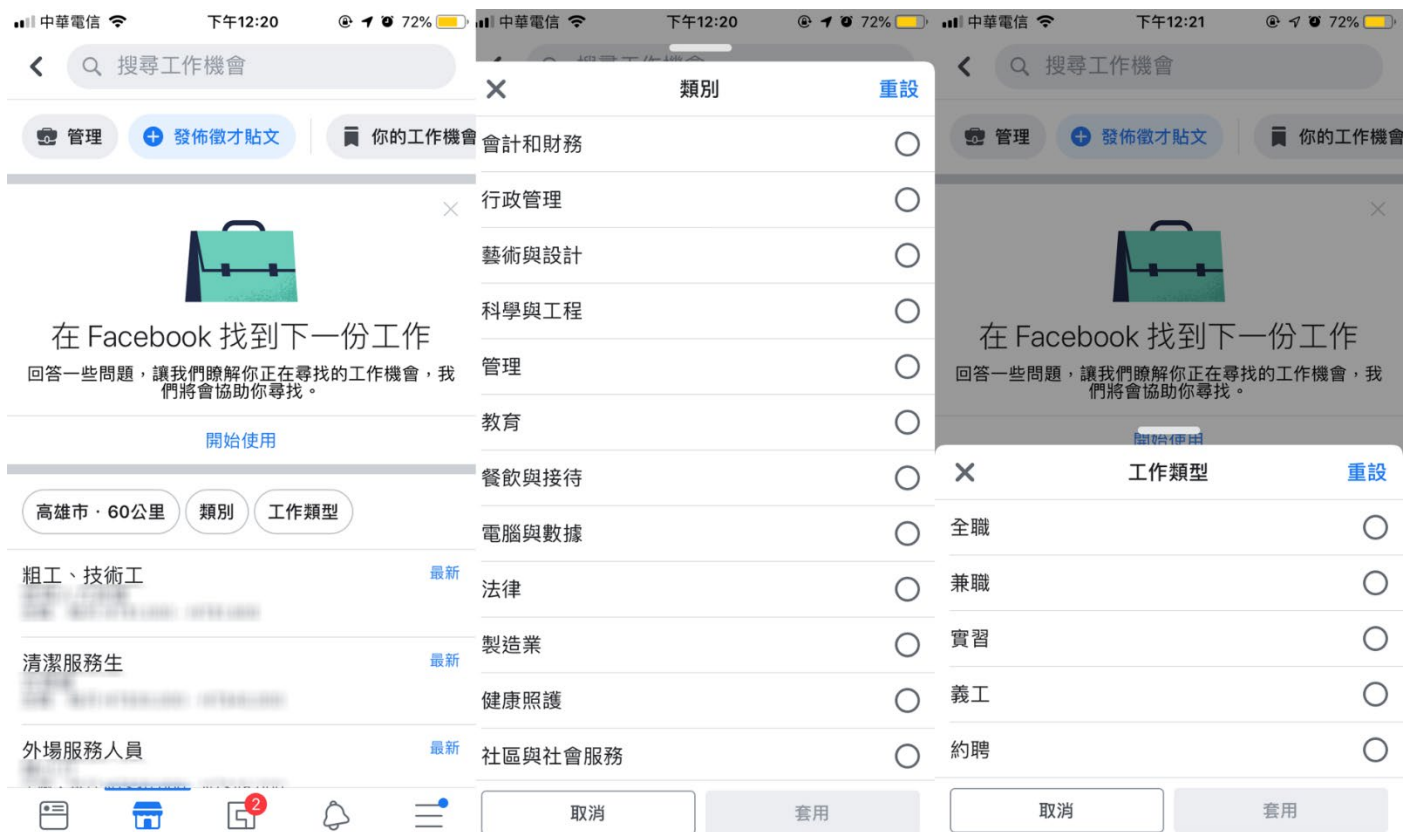 中華電信
下午12:20
72%
搜尋工作機會
管理
發佈徵才貼文
你的工作機會
在 Facebook 找到下一份工作
回答一些問題，讓我們瞭解你正在尋找的工作機會，我
們將會協助你尋找。
開始使用
高雄市 · 60公里
類別
工作類型
粗工、技術工
最新
清潔服務生
最新
外場服務人員
最新
2
中華電信
下午12:20
72%
類別
重設
會計和財務
行政管理
藝術與設計
科學與工程
管理
教育
餐飲與接待
電腦與數據
法律
製造業
健康照護
社區與社會服務
取消
套用
中華電信
下午12:21
72%
搜尋工作機會
管理
發佈徵才貼文
你的工作機會
在 Facebook 找到下一份工作
回答一些問題，讓我們瞭解你正在尋找的工作機會，我
們將會協助你尋找。
開始使用
工作類型
重設
全職
兼職
實習
義工
約聘
取消
套用